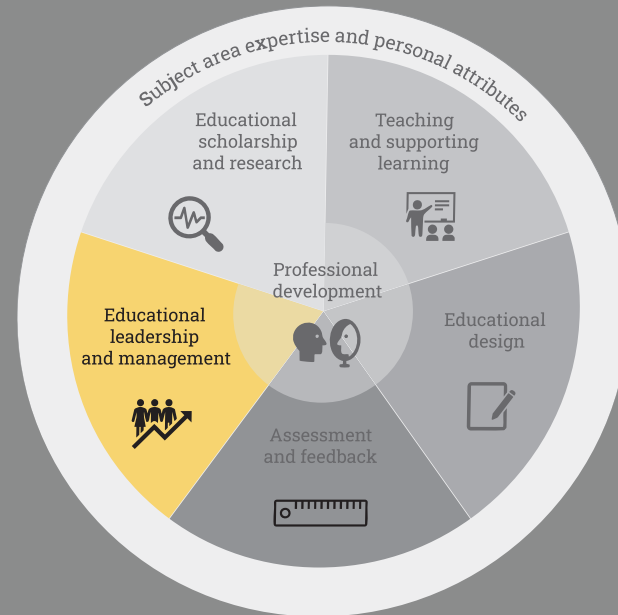 Subject area expertise and personal attributes
Educational
scholarship
and research
Teaching
and supporting
learning
Professional
development
Educational
leadership
and management
Educational
design
Assessment
and feedback